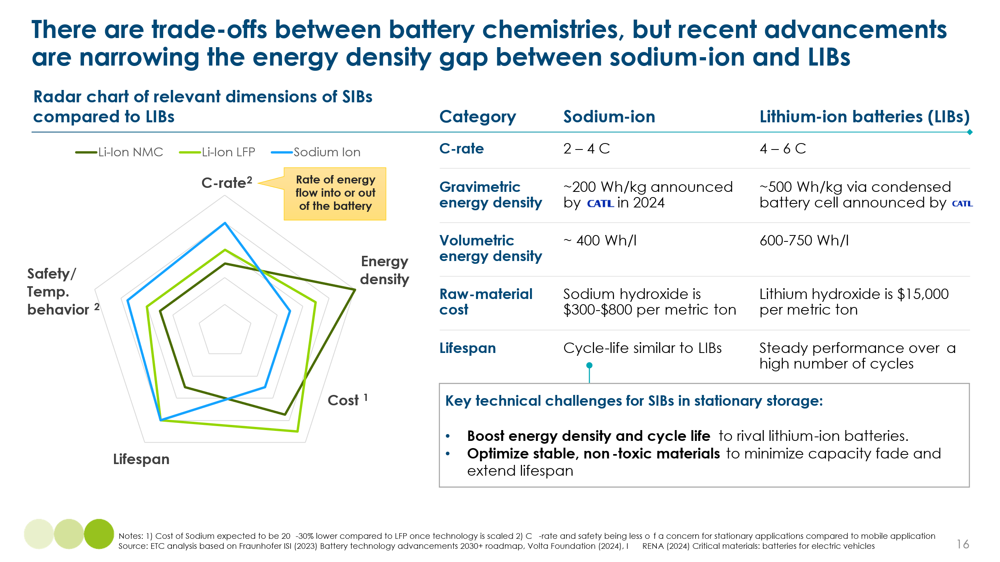 There are trade-offs between battery chemistries, but recent advancements
are narrowing the energy density gap between sodium-ion and LIBs
Radar chart of relevant dimensions of SIBs
compared to LIBs
Li-Ion NMC
Li-Ion LFP
Sodium Ion
C-rate²
Rate of energy
flow into or out
of the battery
Energy
density
Safety/
Temp.
behavior ²
Cost ¹
Lifespan
Category
Sodium-ion
Lithium-ion batteries (LIBs)
C-rate
2 – 4 C
4 – 6 C
Gravimetric
energy density
~200 Wh/kg announced
by CATL in 2024
~500 Wh/kg via condensed
battery cell announced by CATL
Volumetric
energy density
~ 400 Wh/l
600-750 Wh/l
Raw-material
cost
Sodium hydroxide is
$300-$800 per metric ton
Lithium hydroxide is $15,000
per metric ton
Lifespan
Cycle-life similar to LIBs
Steady performance over a
high number of cycles
Key technical challenges for SIBs in stationary storage:
• Boost energy density and cycle life to rival lithium-ion batteries.
• Optimize stable, non-toxic materials to minimize capacity fade and
extend lifespan
Notes: 1) Cost of Sodium expected to be 20 -30% lower compared to LFP once technology is scaled 2) C -rate and safety being less o f a concern for stationary applications compared to mobile application
Source: ETC analysis based on Fraunhofer ISI (2023) Battery technology advancements 2030+ roadmap, Volta Foundation (2024), I RENA (2024) Critical materials: batteries for electric vehicles
16